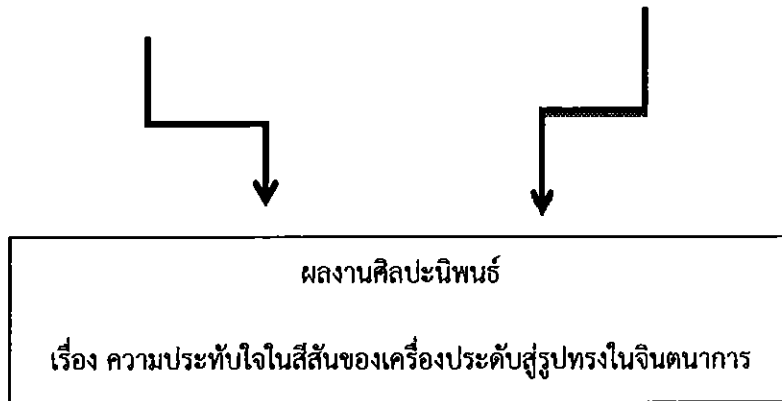 ผลงานศิลปะนิพนธ์
เรื่อง ความประทับใจในสีสันของเครื่องประดับสู่รูปทรงในจินตนาการ